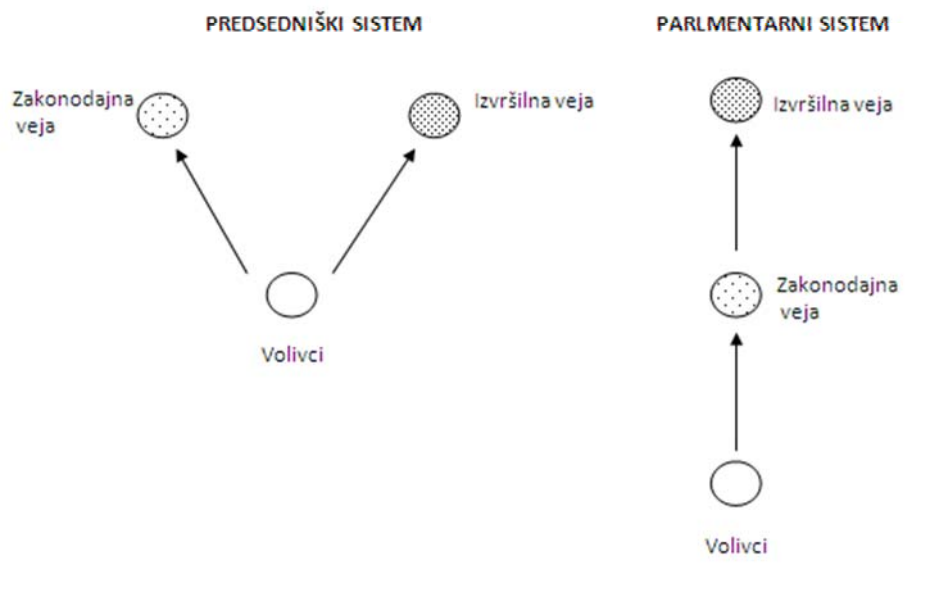 PREDSEDNIŠKI SISTEM
Zakonodajna
veja
Izvršilna veja
Volivci
PARLMENTARNI SISTEM
Izvršilna veja
Zakonodajna
veja
Volivci